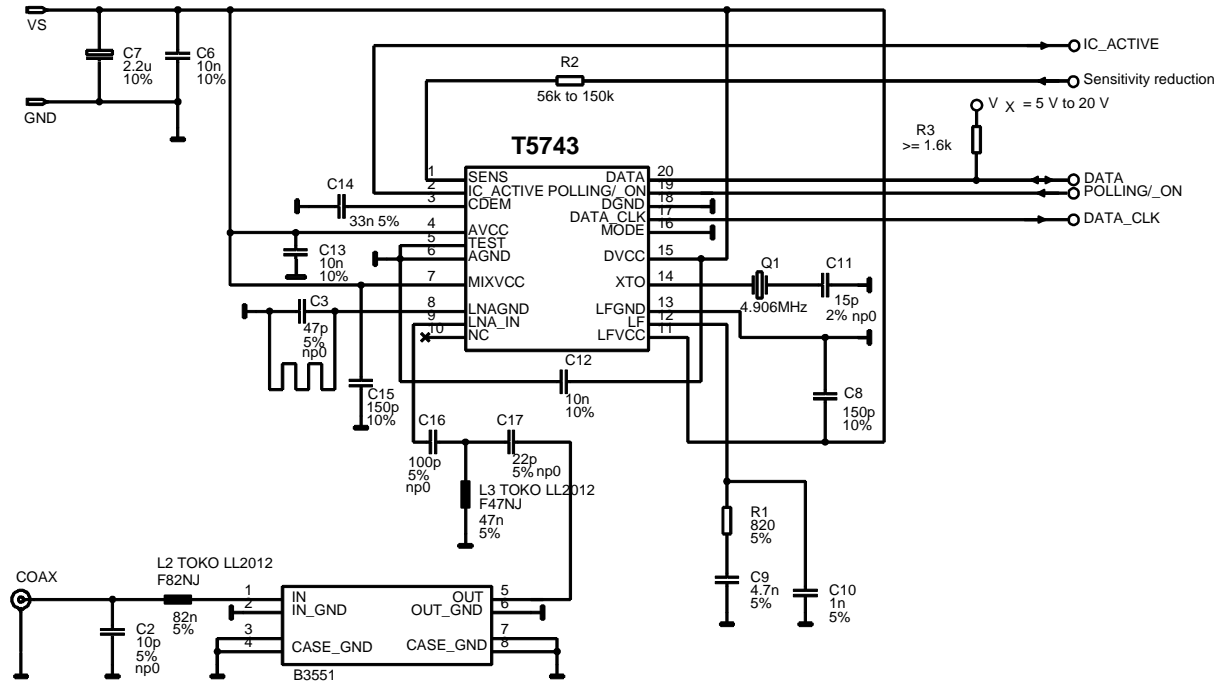 VS
GND
C7
2.2u
10%
C6
10n
10%
IC_ACTIVE
R2
56k to 150k
Sensitivity reduction
V X = 5 V to 20 V
R3
>= 1.6k
T5743
DATA
POLLING/_ON
DATA_CLK
1 SENS
2 IC_ACTIVE
3 CDEM
4 AVCC
5 TEST
6 AGND
7 MIXVCC
8 LNAGND
9 LNA_IN
10 NC
DATA 20
POLLING/_ON 19
DGND 18
DATA_CLK 17
MODE 16
DVCC 15
XTO 14
LFGND 13
LF 12
LFVCC 11
C14
33n 5%
C13
10n
10%
C3
47p
5%
np0
C15
150p
10%
C12
10n
10%
Q1
4.906MHz
C11
15p
2% np0
C8
150p
10%
C16
100p
5%
np0
C17
22p
5% np0
L3 TOKO LL2012
F47NJ
47n
5%
R1
820
5%
C9
4.7n
5%
C10
1n
5%
COAX
L2 TOKO LL2012
F82NJ
82n
5%
C2
10p
5%
np0
1 IN
2 IN_GND
3
4 CASE_GND
OUT 5
OUT_GND 6
7
CASE_GND 8
B3551